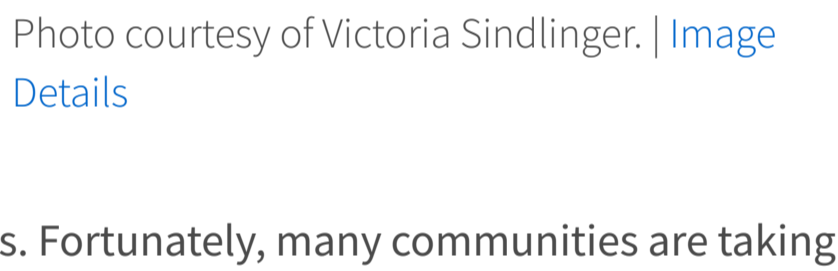 Photo courtesy of Victoria Sindlinger. | Image
Details
s. Fortunately, many communities are taking